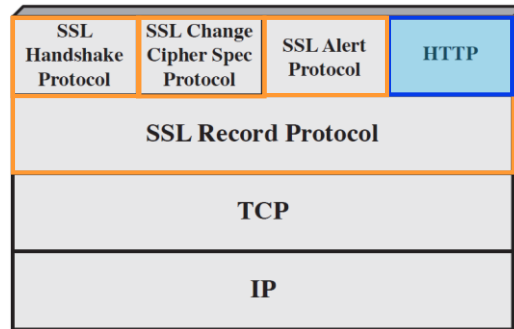 SSL
Handshake
Protocol
SSL Change
Cipher Spec
Protocol
SSL Alert
Protocol
HTTP
SSL Record Protocol
TCP
IP